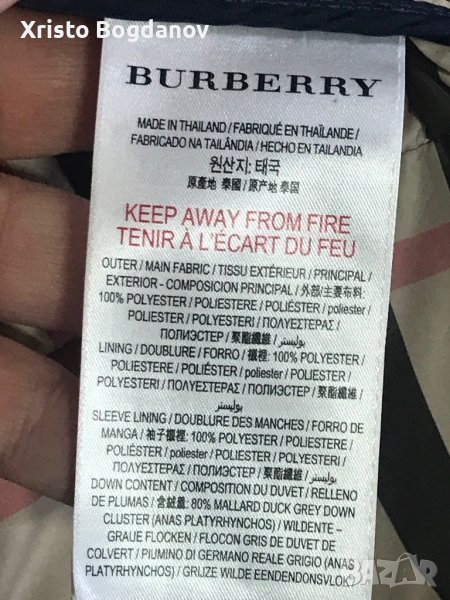 Xristo Bogdanov
BURBERRY
MADE IN THAILAND / FABRIQUÉ EN THAÏLANDE /
FABRICADO NA TAILÂNDIA / HECHO EN TAILANDIA
원산지: 태국
原產地 泰國 / 原产地 泰国
KEEP AWAY FROM FIRE
TENIR À L'ÉCART DU FEU
OUTER / MAIN FABRIC / TISSU EXTÉRIEUR / PRINCIPAL /
EXTERIOR - COMPOSICION PRINCIPAL / 外部/主要布料
100% POLYESTER / POLIESTERE / POLIÉSTER / poliester /
POLIESTER / POLYESTERI / ΠΟΛΥΕΣΤΕΡΑΣ /
ПОЛИЭСТЕР / 聚酯纖維 / بوليستر
LINING / DOUBLURE / FORRO / 襯裡: 100% POLYESTER /
POLIESTERE / POLIÉSTER / poliester / POLIESTER /
POLYESTERI / ΠΟΛΥΕΣΤΕΡΑΣ / ПОЛИЭСТЕР / 聚酯纖維 /
بوليستر
SLEEVE LINING / DOUBLURE DES MANCHES / FORRO DE
MANGA / 袖子襯裡: 100% POLYESTER / POLIESTERE /
POLIÉSTER / poliester / POLIESTER / POLYESTERI /
ΠΟΛΥΕΣΤΕΡΑΣ / ПОЛИЭСТЕР / 聚酯纖維 / بوليستر
DOWN CONTENT / COMPOSITION DU DUVET / RELLENO
DE PLUMAS / 含絨量: 80% MALLARD DUCK GREY DOWN
CLUSTER (ANAS PLATYRHYNCHOS) / WILDENTE –
GRAUE FLOCKEN / FLOCON GRIS DE DUVET DE
COLVERT / PIUMINO DI GERMANO REALE GRIGIO (ANAS
PLATYRHYNCHOS) / GRIJZE WILDE EENDENDONSVLOK
BAZAR